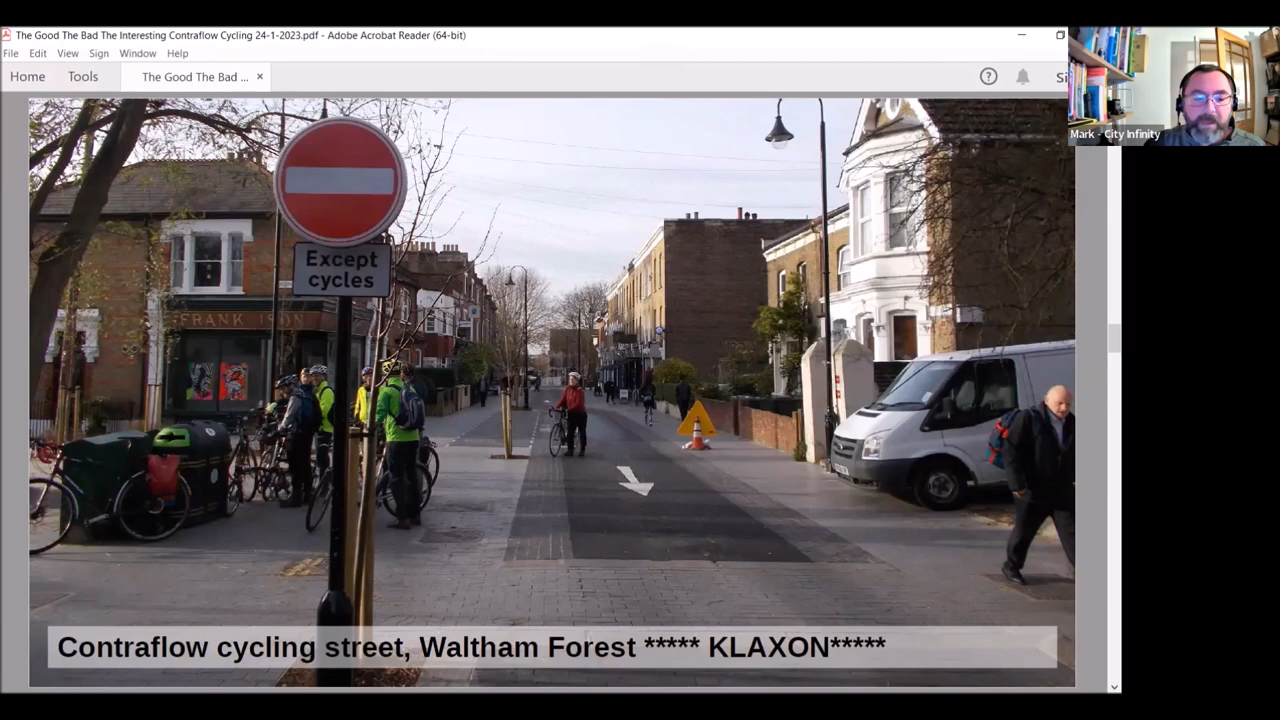 The Good The Bad The Interesting Contraflow Cycling 24-1-2023.pdf - Adobe Acrobat Reader (64-bit)
File Edit View Sign Window Help
Home Tools The Good The Bad ... × ? Si
Mark - City Infinity
Except
cycles
FRANK ISON
Contraflow cycling street, Waltham Forest ***** KLAXON*****